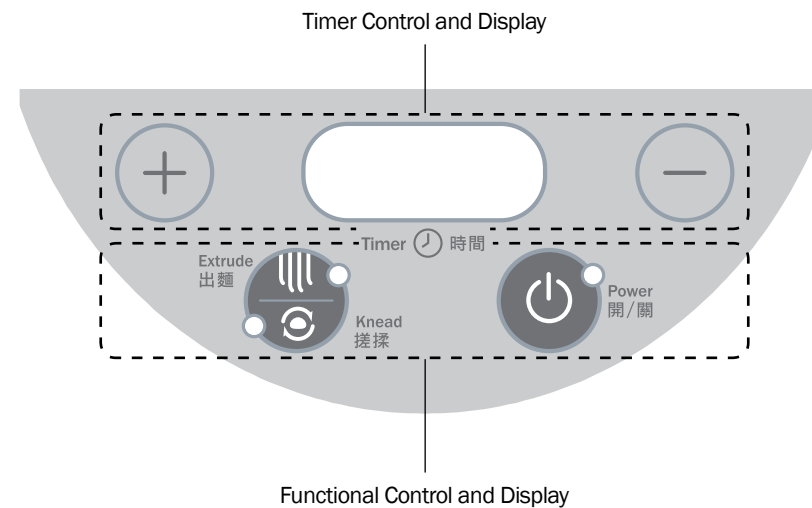 Timer Control and Display
Timer 時間
Extrude
出麵
Knead
搓揉
Power
開/關
Functional Control and Display